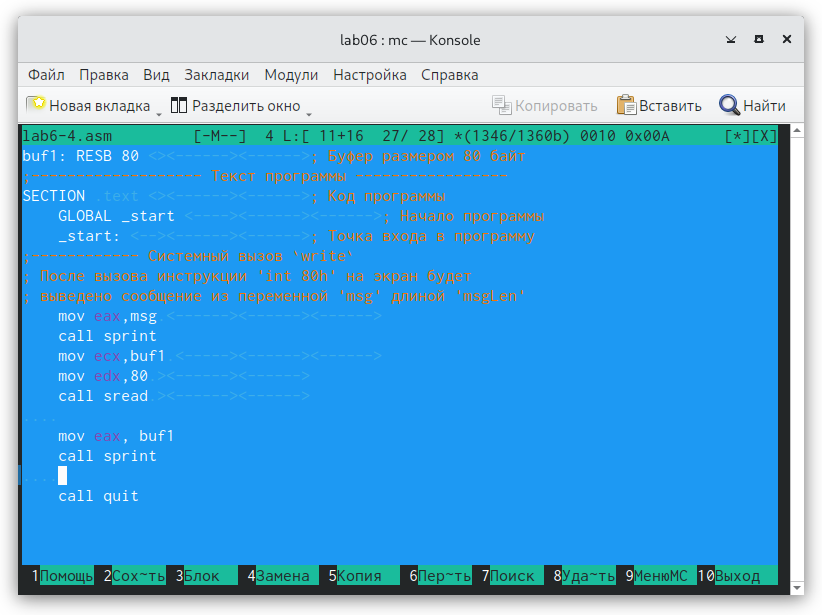 lab06 : mc — Konsole
Файл Правка Вид Закладки Модули Настройка Справка
Новая вкладка Разделить окно Копировать Вставить Найти
lab6-4.asm [-M--] 4 L:[ 11+16 27/ 28] *(1346/1360b) 0010 0x00A [*][X]
buf1: RESB 80 <><------><------>; Буфер размером 80 байт
;------------------- Текст программы -----------------
SECTION .text <><------><------>; Код программы
GLOBAL _start <----><------><------>; Начало программы
_start: <--><------><------>; Точка входа в программу
;------------ Системный вызов `write`
; После вызова инструкции 'int 80h' на экран будет
; выведено сообщение из переменной 'msg' длиной 'msgLen'
mov eax,msg.<------><------><------>
call sprint
mov ecx,buf1.<------><------><------>
mov edx,80.><------><------>
call sread.><------><------>
....
mov eax, buf1
call sprint
....
call quit
1Помощь 2Сох~ть 3Блок 4Замена 5Копия 6Пер~ть 7Поиск 8Уда~ть 9МенюMC 10Выход